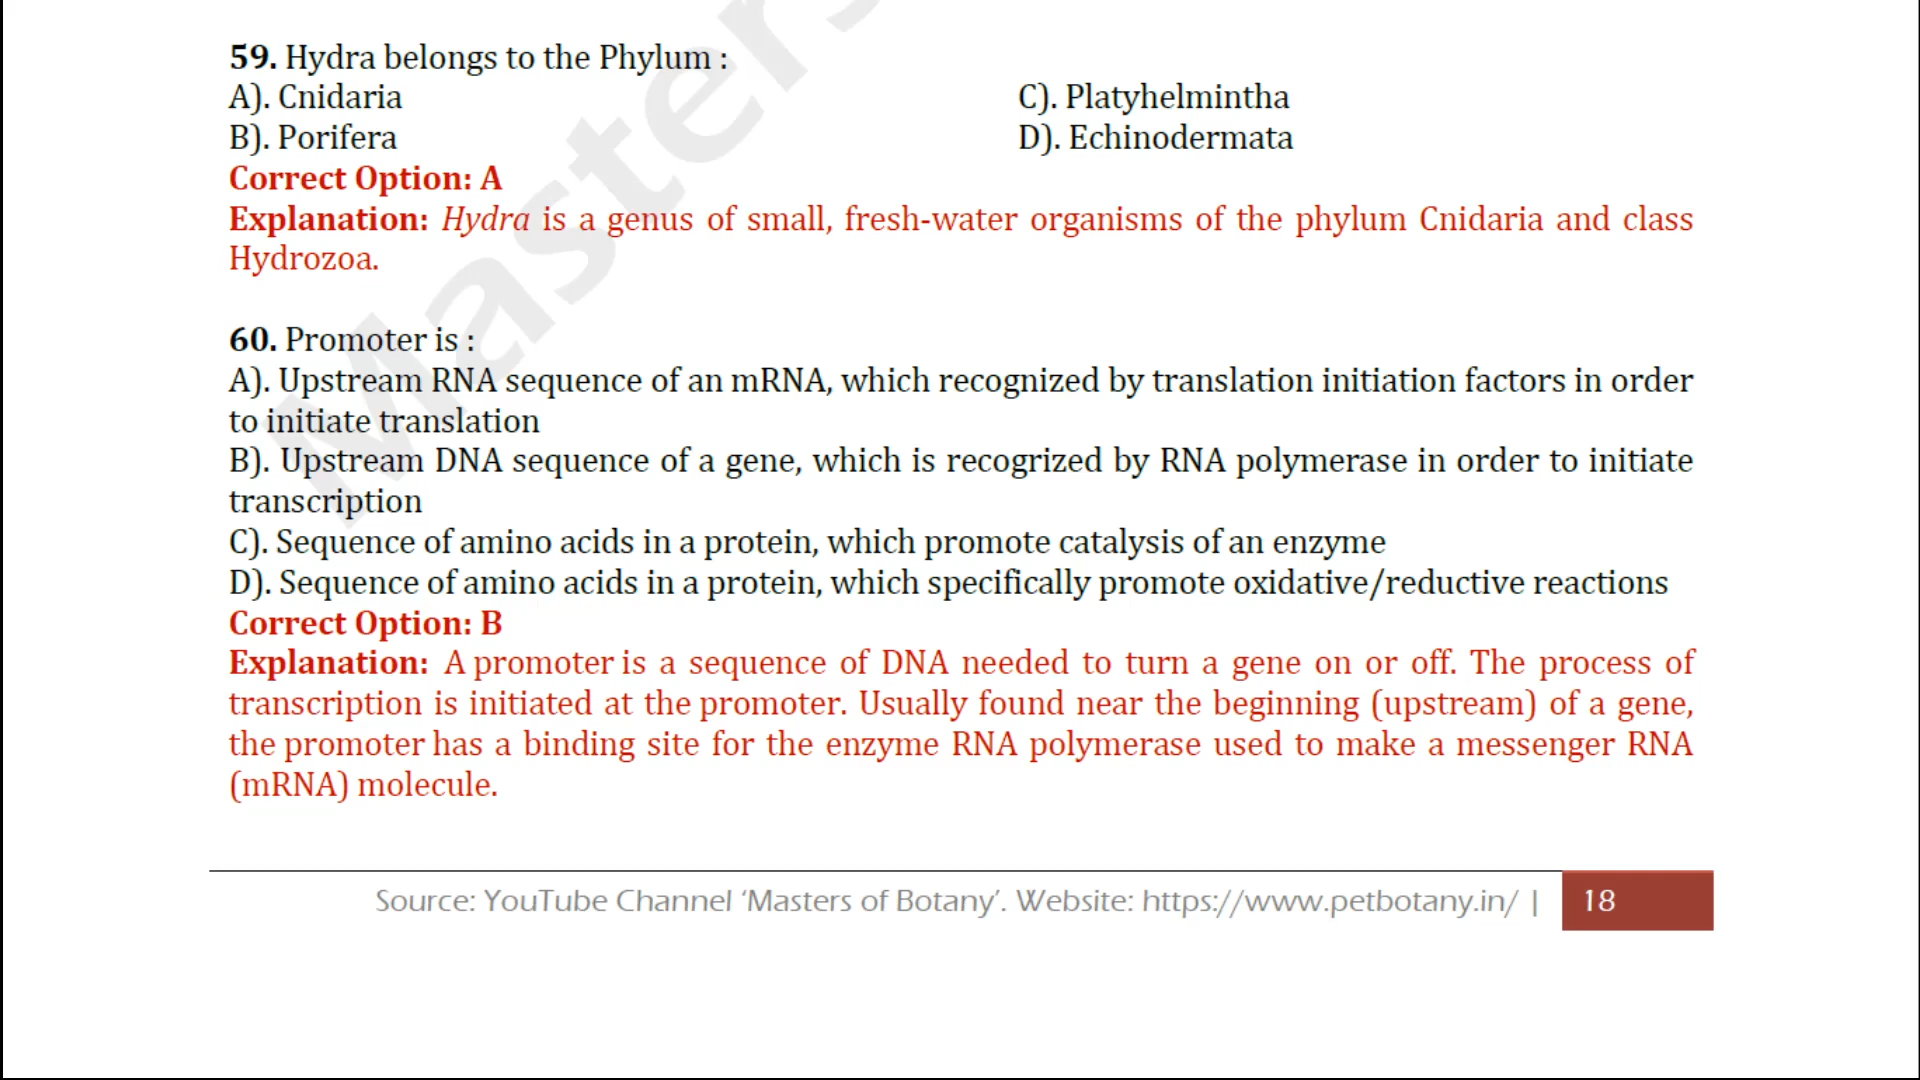 59. Hydra belongs to the Phylum :
A). Cnidaria
C). Platyhelmintha
B). Porifera
D). Echinodermata
Correct Option: A
Explanation: Hydra is a genus of small, fresh-water organisms of the phylum Cnidaria and class
Hydrozoa.
60. Promoter is :
A). Upstream RNA sequence of an mRNA, which recognized by translation initiation factors in order
to initiate translation
B). Upstream DNA sequence of a gene, which is recogrized by RNA polymerase in order to initiate
transcription
C). Sequence of amino acids in a protein, which promote catalysis of an enzyme
D). Sequence of amino acids in a protein, which specifically promote oxidative/reductive reactions
Correct Option: B
Explanation: A promoter is a sequence of DNA needed to turn a gene on or off. The process of
transcription is initiated at the promoter. Usually found near the beginning (upstream) of a gene,
the promoter has a binding site for the enzyme RNA polymerase used to make a messenger RNA
(mRNA) molecule.
Source: YouTube Channel ‘Masters of Botany’. Website: https://www.petbotany.in/ | 18
Masters